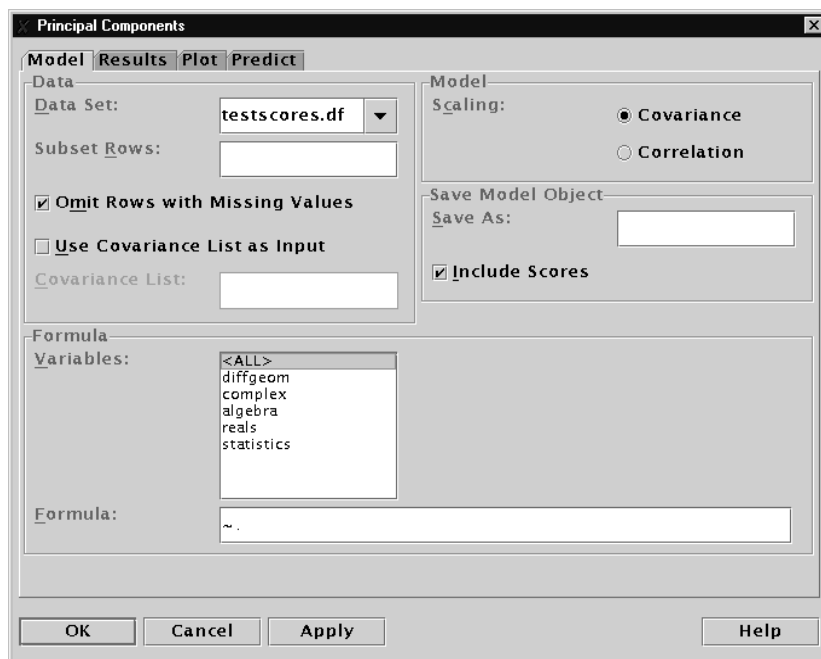 Principal Components
Model Results Plot Predict
Data
Data Set:
testscores.df
Subset Rows:
Omit Rows with Missing Values
Use Covariance List as Input
Covariance List:
Model
Scaling:
Covariance
Correlation
Save Model Object
Save As:
Include Scores
Formula
Variables:
<ALL>
diffgeom
complex
algebra
reals
statistics
Formula:
~.
OK Cancel Apply Help